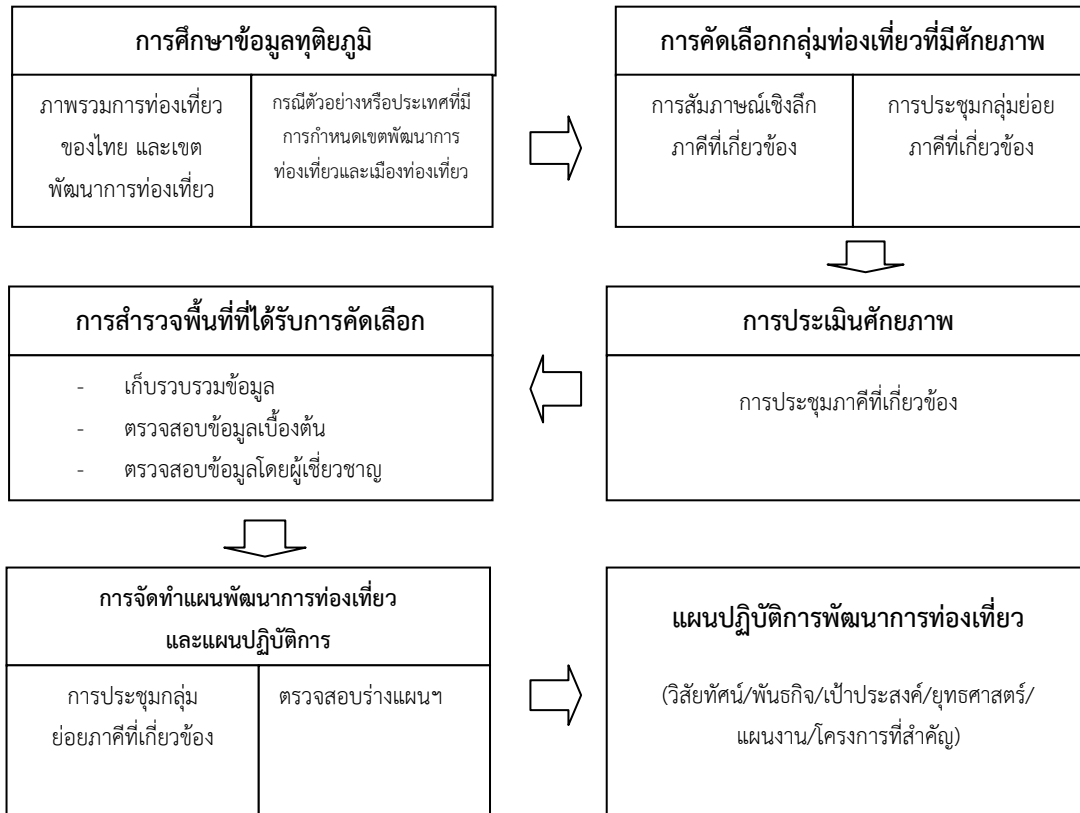 การศึกษาข้อมูลทุติยภูมิ
ภาพรวมการท่องเที่ยว
ของไทย และเขต
พัฒนาการท่องเที่ยว
กรณีตัวอย่างหรือประเทศที่มี
การกำหนดเขตพัฒนาการ
ท่องเที่ยวและเมืองท่องเที่ยว
การคัดเลือกกลุ่มท่องเที่ยวที่มีศักยภาพ
การสัมภาษณ์เชิงลึก
ภาคีที่เกี่ยวข้อง
การประชุมกลุ่มย่อย
ภาคีที่เกี่ยวข้อง
การประเมินศักยภาพ
การประชุมภาคีที่เกี่ยวข้อง
การสำรวจพื้นที่ที่ได้รับการคัดเลือก
- เก็บรวบรวมข้อมูล
- ตรวจสอบข้อมูลเบื้องต้น
- ตรวจสอบข้อมูลโดยผู้เชี่ยวชาญ
การจัดทำแผนพัฒนาการท่องเที่ยว
และแผนปฏิบัติการ
การประชุมกลุ่ม
ย่อยภาคีที่เกี่ยวข้อง
ตรวจสอบร่างแผนฯ
แผนปฏิบัติการพัฒนาการท่องเที่ยว
(วิสัยทัศน์/พันธกิจ/เป้าประสงค์/ยุทธศาสตร์/
แผนงาน/โครงการที่สำคัญ)